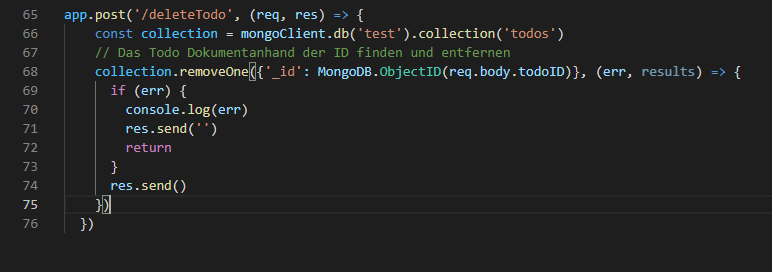 65 app.post('/deleteTodo', (req, res) => {
66 const collection = mongoClient.db('test').collection('todos')
67 // Das Todo Dokumentanhand der ID finden und entfernen
68 collection.removeOne({'_id': MongoDB.ObjectID(req.body.todoID)}, (err, results) => {
69 if (err) {
70 console.log(err)
71 res.send('')
72 return
73 }
74 res.send()
75 })
76 })